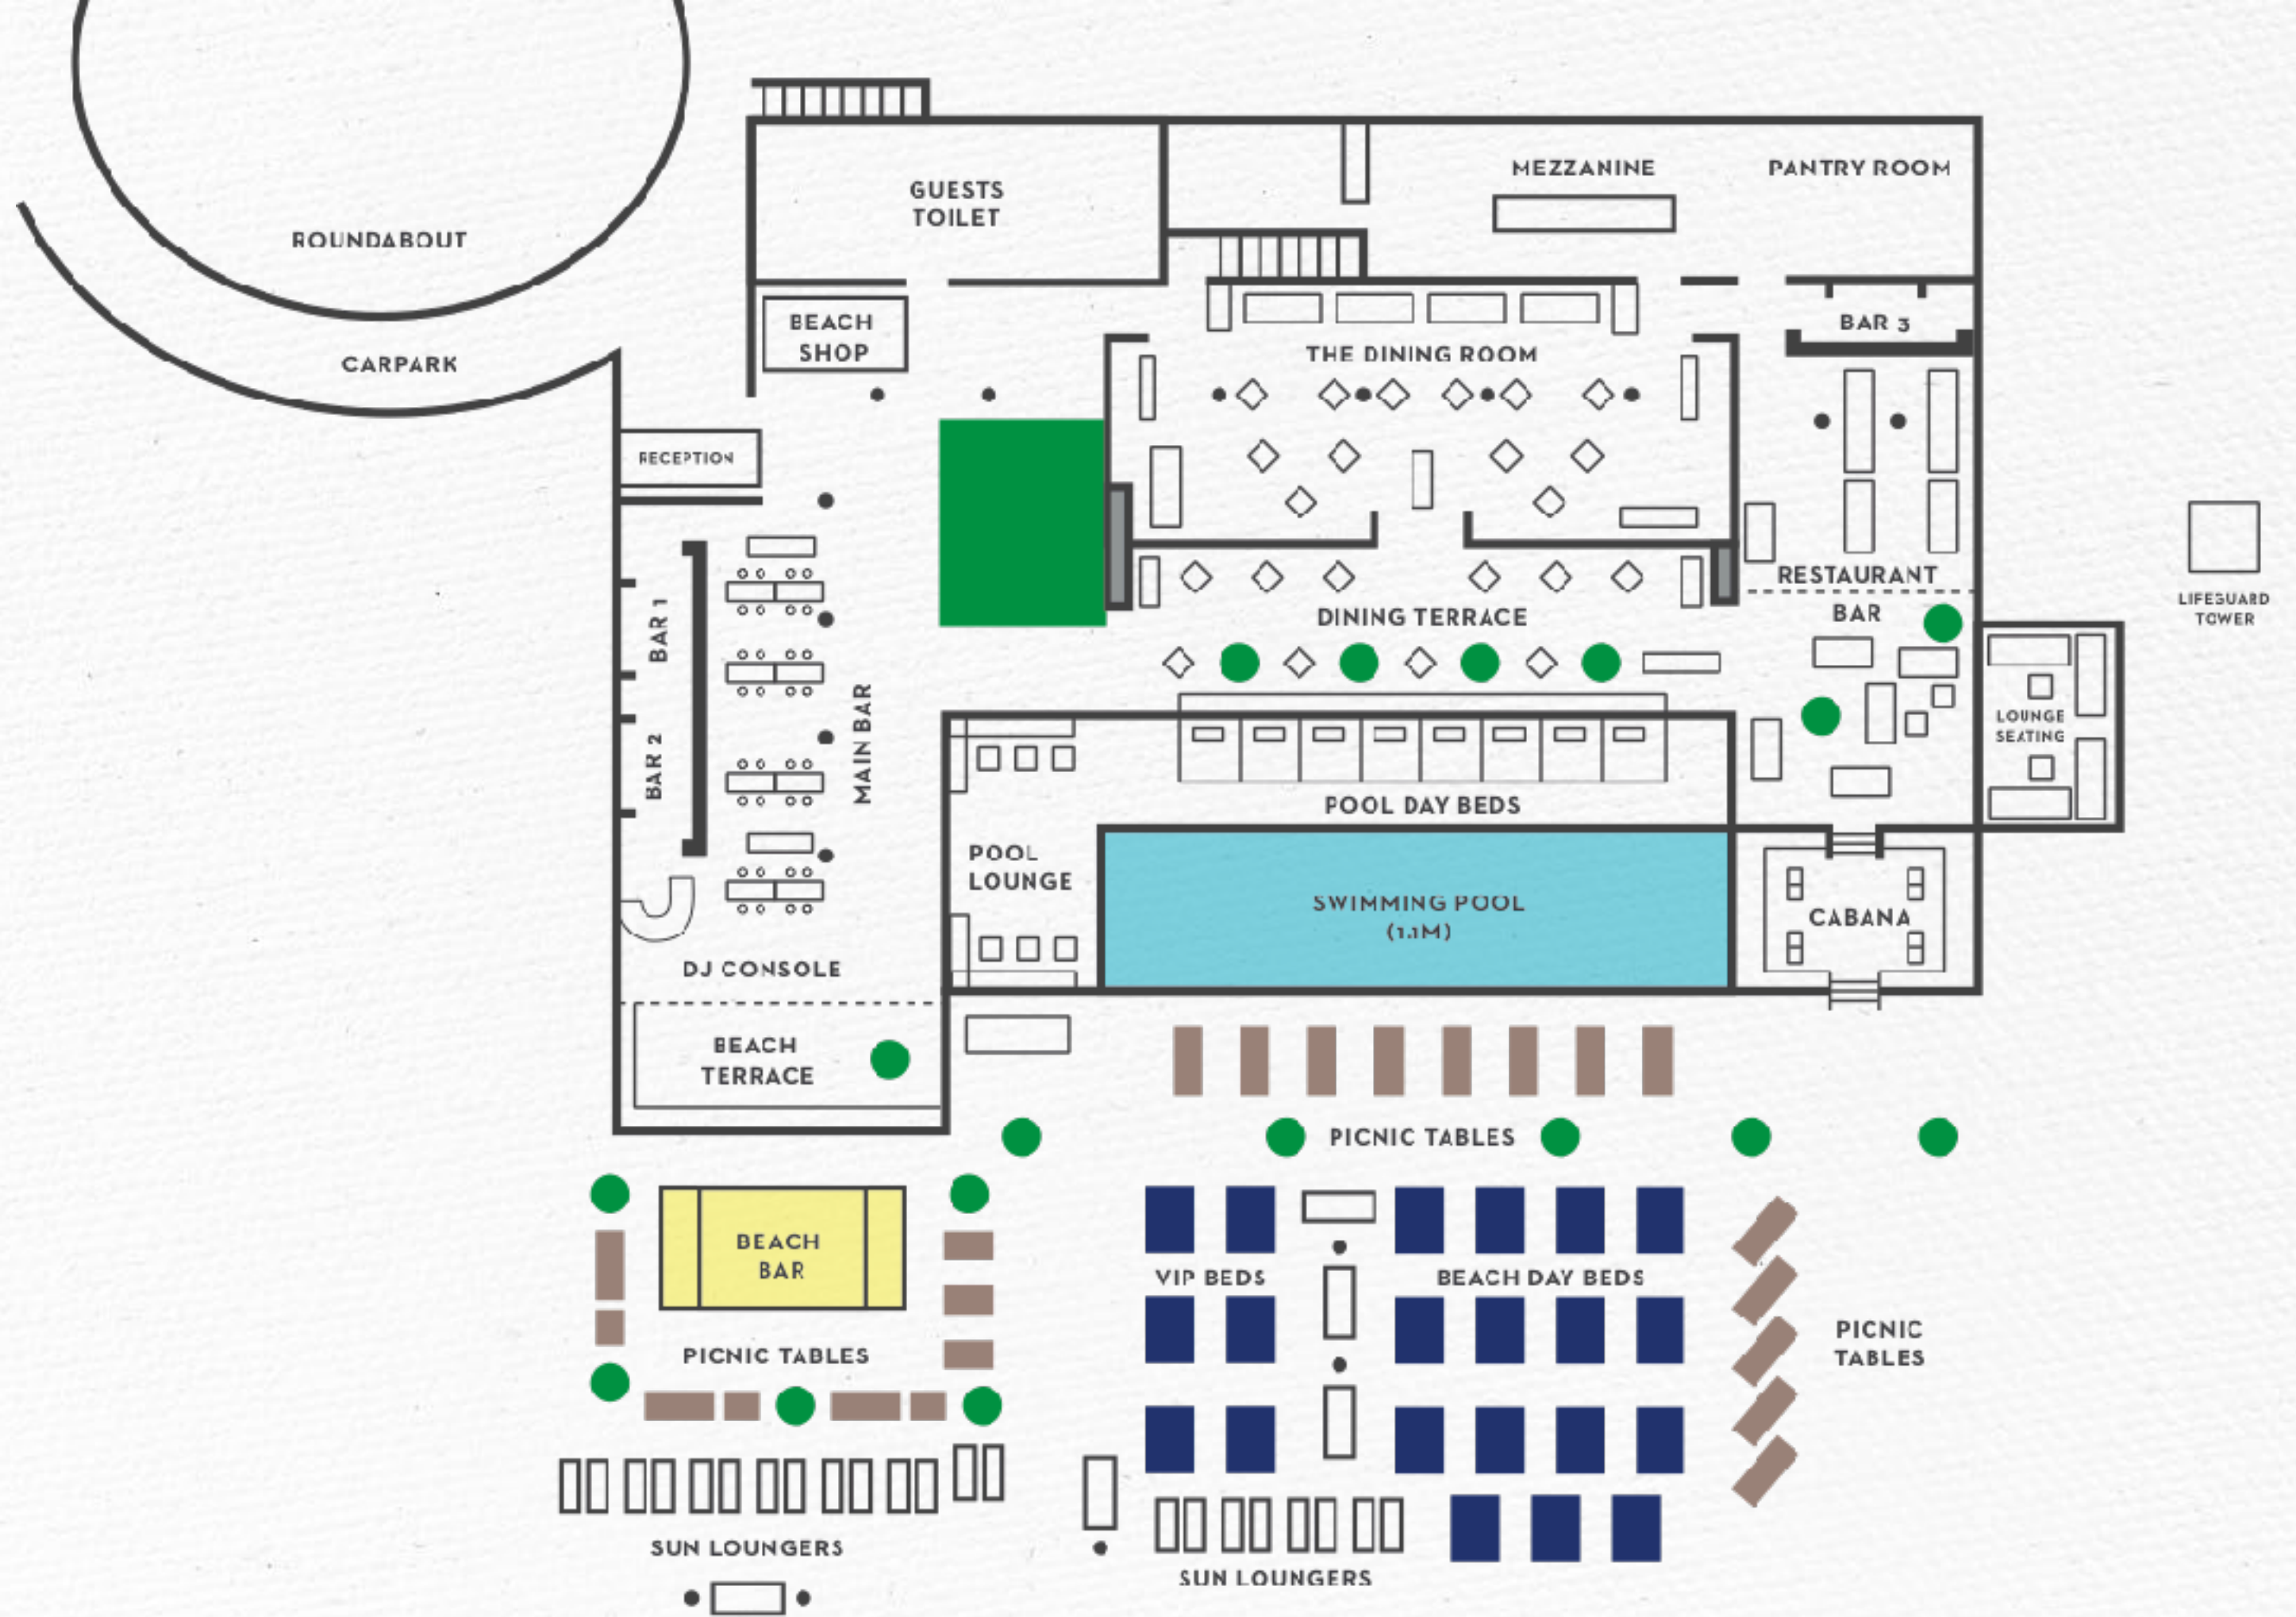 MEZZANINE
PANTRY ROOM
GUESTS
TOILET
ROUNDABOUT
BEACH
SHOP
BAR 3
THE DINING ROOM
CARPARK
RECEPTION
RESTAURANT
LIFEGUARD
TOWER
BAR
DINING TERRACE
BAR 1
LOUNGE
SEATING
MAIN BAR
BAR 2
POOL DAY BEDS
POOL
LOUNGE
SWIMMING POOL
(1.1M)
CABANA
DJ CONSOLE
BEACH
TERRACE
PICNIC TABLES
BEACH
BAR
VIP BEDS
BEACH DAY BEDS
PICNIC
TABLES
PICNIC TABLES
SUN LOUNGERS
SUN LOUNGERS